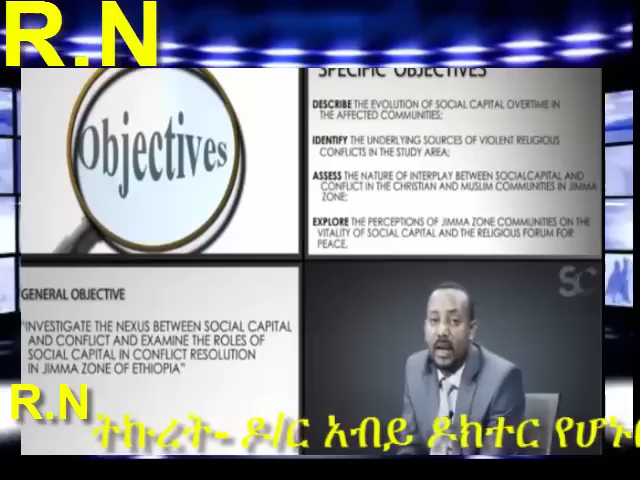 R.N
Objectives
SPECIFIC OBJECTIVES
DESCRIBE THE EVOLUTION OF SOCIAL CAPITAL OVERTIME IN
THE AFFECTED COMMUNITIES;
IDENTIFY THE UNDERLYING SOURCES OF VIOLENT RELIGIOUS
CONFLICTS IN THE STUDY AREA;
ASSESS THE NATURE OF INTERPLAY BETWEEN SOCIALCAPITAL AND
CONFLICT IN THE CHRISTIAN AND MUSLIM COMMUNITIES IN JIMMA
ZONE;
EXPLORE THE PERCEPTIONS OF JIMMA ZONE COMMUNITIES ON THE
VITALITY OF SOCIAL CAPITAL AND THE RELIGIOUS FORUM FOR
PEACE.
GENERAL OBJECTIVE
"INVESTIGATE THE NEXUS BETWEEN SOCIAL CAPITAL
AND CONFLICT AND EXAMINE THE ROLES OF
SOCIAL CAPITAL IN CONFLICT RESOLUTION
IN JIMMA ZONE OF ETHIOPIA"
SC
R.N
ትኩረት- ዶ/ር አብይ ዶክተር